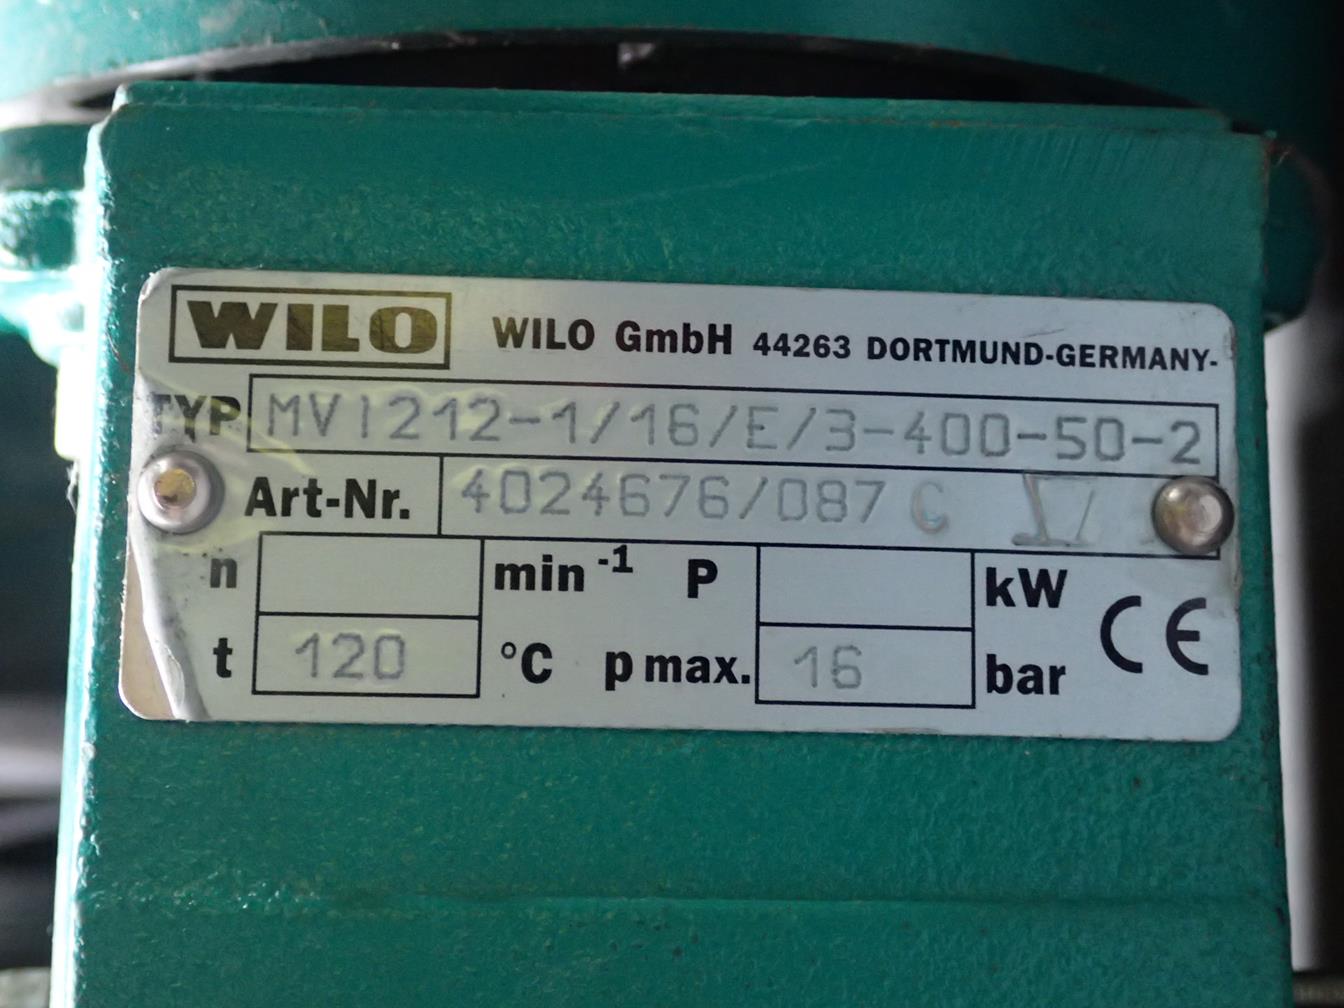 WILO WILO GmbH 44263 DORTMUND-GERMANY-
TYP MVI212-1/16/E/3-400-50-2
Art-Nr. 4024676/087 C
n min⁻¹ P kW
t 120 °C p max. 16 bar CE